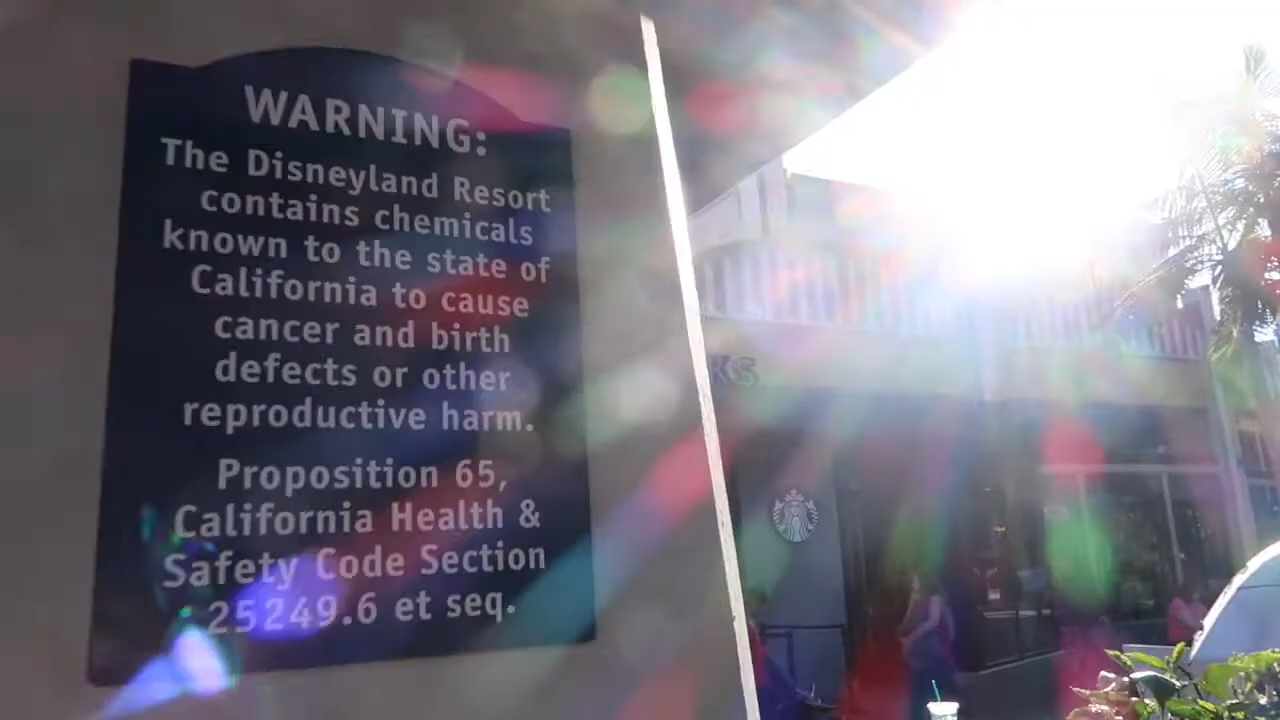 WARNING:
The Disneyland Resort
contains chemicals
known to the state of
California to cause
cancer and birth
defects or other
reproductive harm.
Proposition 65,
California Health &
Safety Code Section
25249.6 et seq.
KS